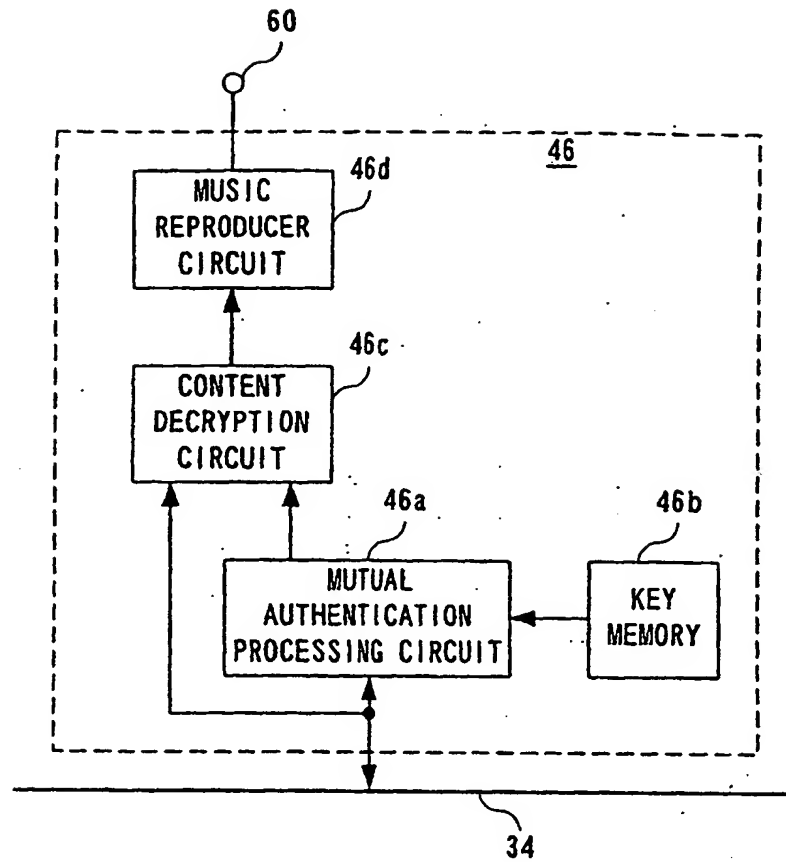 60
46
46d
MUSIC
REPRODUCER
CIRCUIT
46c
CONTENT
DECRYPTION
CIRCUIT
46a
46b
MUTUAL
AUTHENTICATION
PROCESSING CIRCUIT
KEY
MEMORY
34